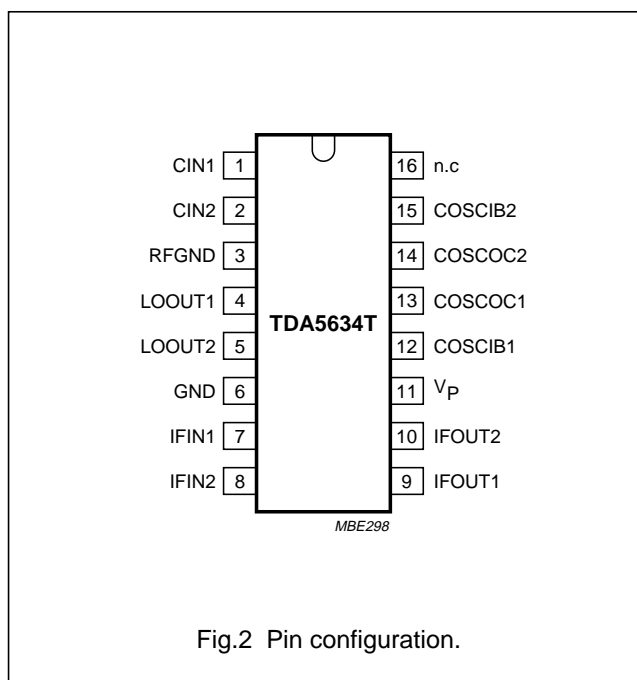 CIN1 1 16 n.c
CIN2 2 15 COSCIB2
RFGND 3 14 COSCOC2
LOOUT1 4 13 COSCOC1
TDA5634T
LOOUT2 5 12 COSCIB1
GND 6 11 VP
IFIN1 7 10 IFOUT2
IFIN2 8 9 IFOUT1
MBE298
Fig.2 Pin configuration.